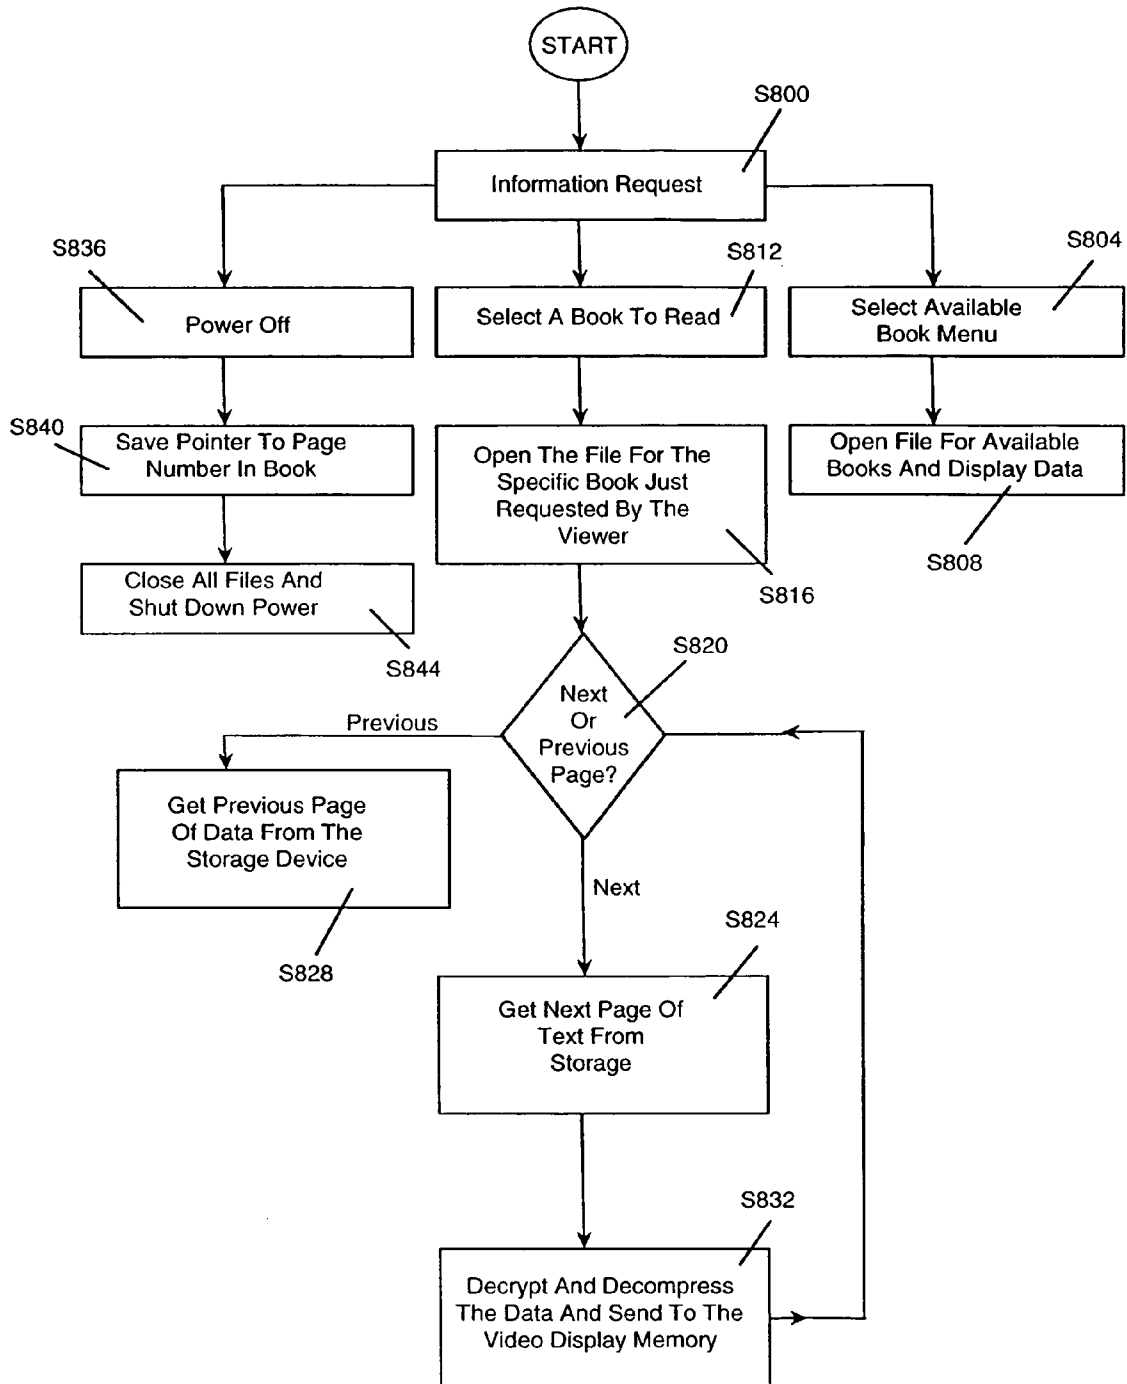 START
S800
Information Request
S836
S812
S804
Power Off
Select A Book To Read
Select Available
Book Menu
S840
Save Pointer To Page
Number In Book
Open The File For The
Specific Book Just
Requested By The
Viewer
Open File For Available
Books And Display Data
S808
Close All Files And
Shut Down Power
S816
S844
S820
Next
Or
Previous
Page?
Previous
Get Previous Page
Of Data From The
Storage Device
Next
S828
S824
Get Next Page Of
Text From
Storage
S832
Decrypt And Decompress
The Data And Send To The
Video Display Memory